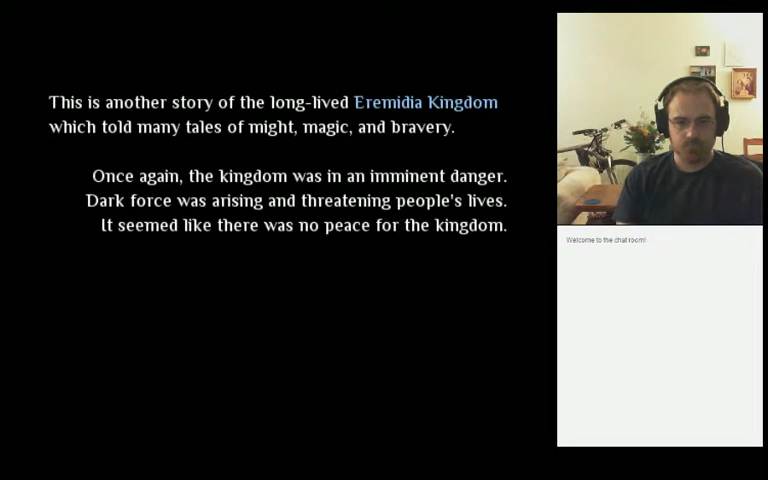 This is another story of the long-lived Eremidia Kingdom
which told many tales of might, magic, and bravery.
Once again, the kingdom was in an imminent danger.
Dark force was arising and threatening people's lives.
It seemed like there was no peace for the kingdom.
Welcome to the chat room!